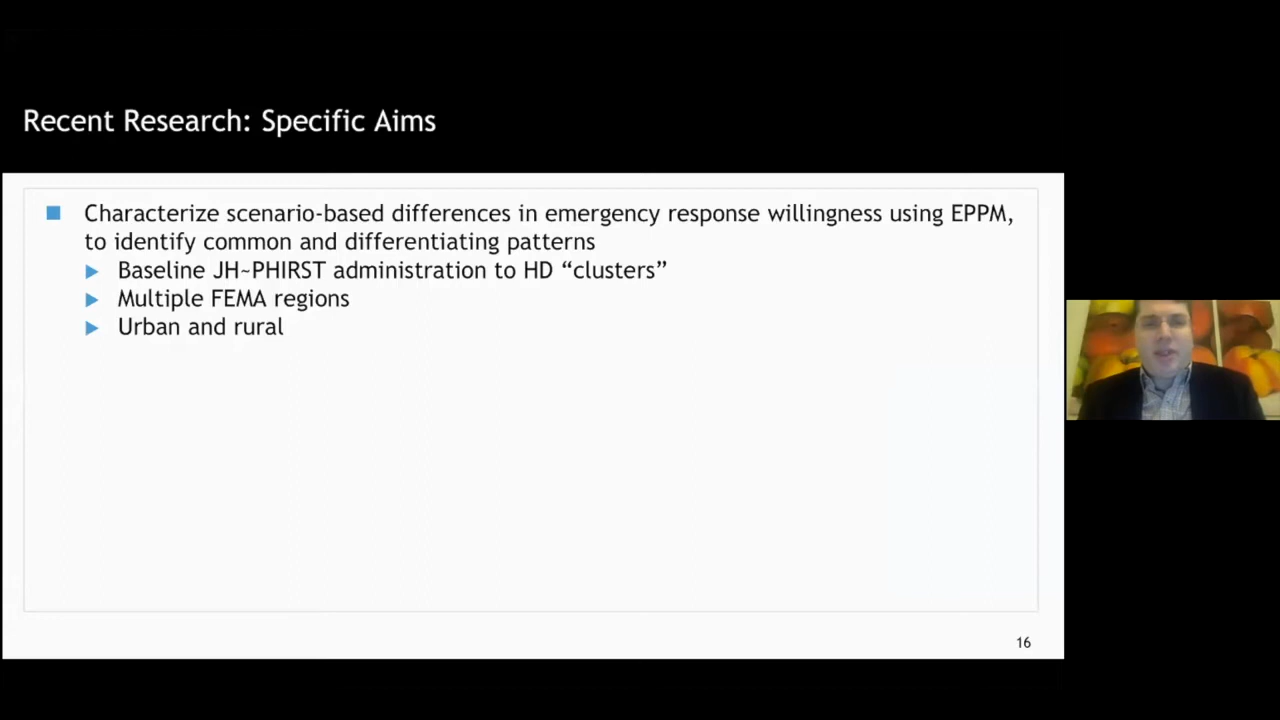 Recent Research: Specific Aims
Characterize scenario-based differences in emergency response willingness using EPPM,
to identify common and differentiating patterns
Baseline JH~PHIRST administration to HD “clusters”
Multiple FEMA regions
Urban and rural
16